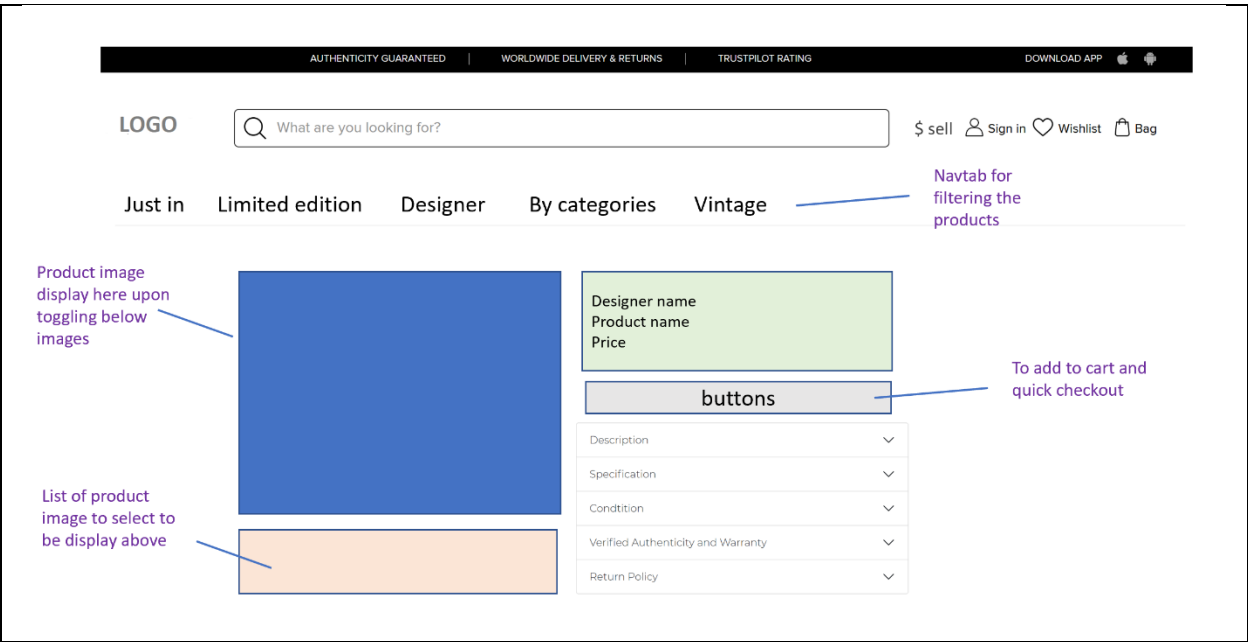 AUTHENTICITY GUARANTEED | WORLDWIDE DELIVERY & RETURNS | TRUSTPILOT RATING DOWNLOAD APP
LOGO What are you looking for? $ sell Sign in Wishlist Bag
Just in Limited edition Designer By categories Vintage
Navtab for
filtering the
products
Product image
display here upon
toggling below
images
Designer name
Product name
Price
buttons
To add to cart and
quick checkout
Description
Specification
Condtition
Verified Authenticity and Warranty
Return Policy
List of product
image to select to
be display above